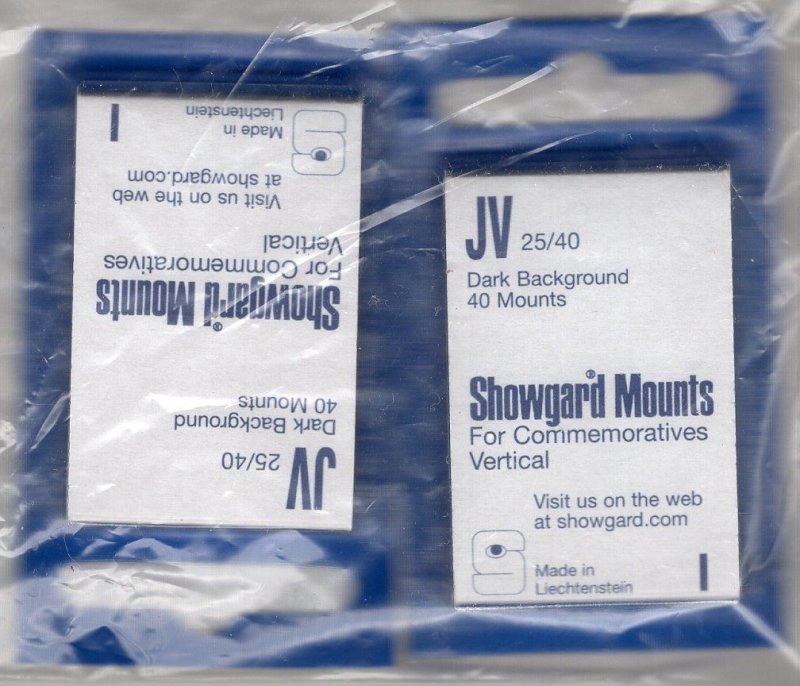 JV 25/40
Dark Background
40 Mounts
Showgard® Mounts
For Commemoratives
Vertical
Visit us on the web
at showgard.com
Made in
Liechtenstein
I
JV 25/40
Dark Background
40 Mounts
Showgard® Mounts
For Commemoratives
Vertical
Visit us on the web
at showgard.com
S
Made in
Liechtenstein
I